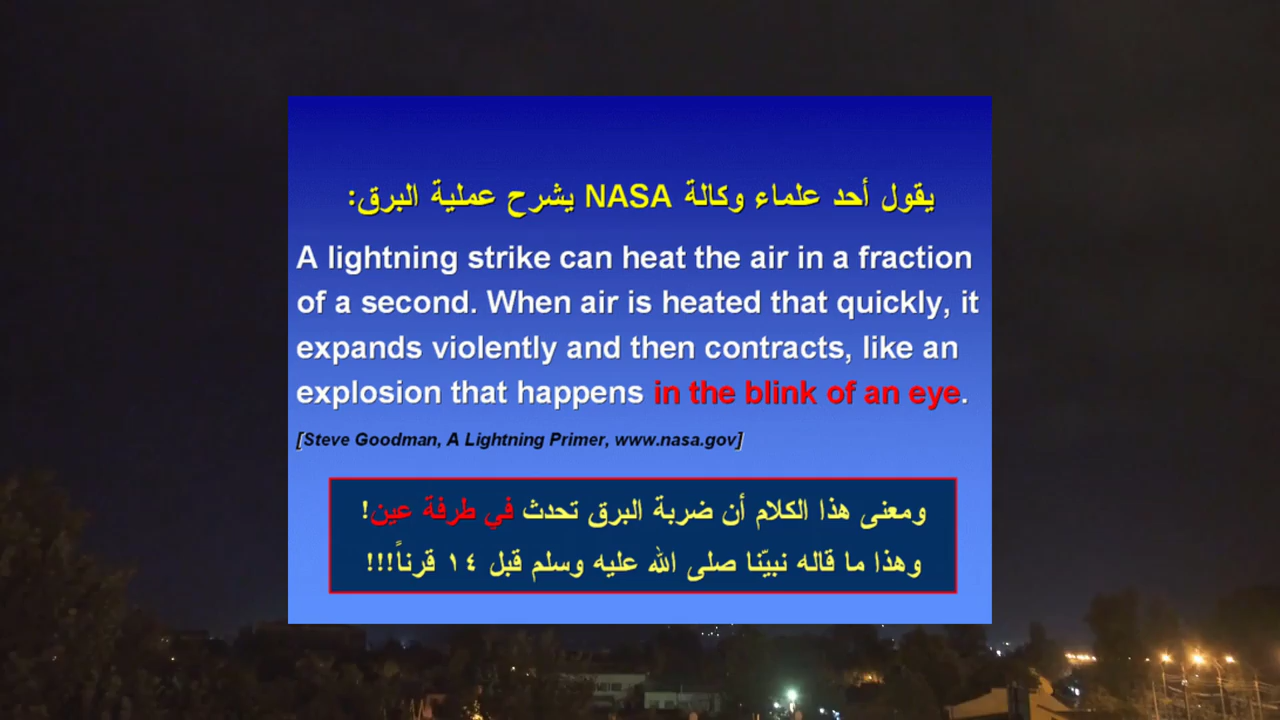 يقول أحد علماء وكالة NASA يشرح عملية البرق:
A lightning strike can heat the air in a fraction
of a second. When air is heated that quickly, it
expands violently and then contracts, like an
explosion that happens in the blink of an eye.
[Steve Goodman, A Lightning Primer, www.nasa.gov]
ومعنى هذا الكلام أن ضربة البرق تحدث في طرفة عين!
وهذا ما قاله نبيّنا صلى الله عليه وسلم قبل ١٤ قرناً!!!